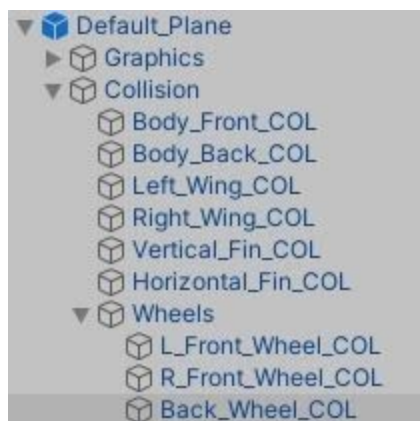 Default_Plane
Graphics
Collision
Body_Front_COL
Body_Back_COL
Left_Wing_COL
Right_Wing_COL
Vertical_Fin_COL
Horizontal_Fin_COL
Wheels
L_Front_Wheel_COL
R_Front_Wheel_COL
Back_Wheel_COL